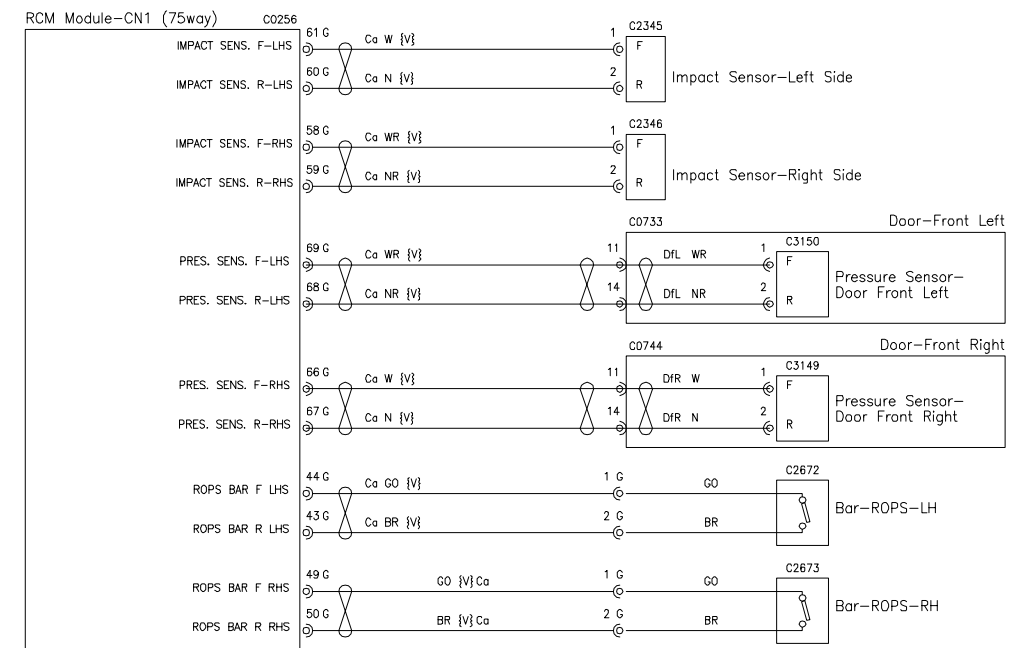 RCM Module-CN1 (75way) C0256
61 G Ca W {V} 1 C2345
IMPACT SENS. F-LHS F
60 G Ca N {V} 2
IMPACT SENS. R-LHS R Impact Sensor-Left Side
58 G Ca WR {V} 1 C2346
IMPACT SENS. F-RHS F
59 G Ca NR {V} 2
IMPACT SENS. R-RHS R Impact Sensor-Right Side
C0733 Door-Front Left
69 G Ca WR {V} 11 DfL WR 1 C3150
PRES. SENS. F-LHS F
68 G Ca NR {V} 14 DfL NR 2
PRES. SENS. R-LHS R
Pressure Sensor-
Door Front Left
C0744 Door-Front Right
66 G Ca W {V} 11 DfR W 1 C3149
PRES. SENS. F-RHS F
67 G Ca N {V} 14 DfR N 2
PRES. SENS. R-RHS R
Pressure Sensor-
Door Front Right
44 G Ca GO {V} 1 G GO C2672
ROPS BAR F LHS
43 G Ca BR {V} 2 G BR
ROPS BAR R LHS
Bar-ROPS-LH
49 G GO {V} Ca 1 G GO C2673
ROPS BAR F RHS
50 G BR {V} Ca 2 G BR
ROPS BAR R RHS
Bar-ROPS-RH